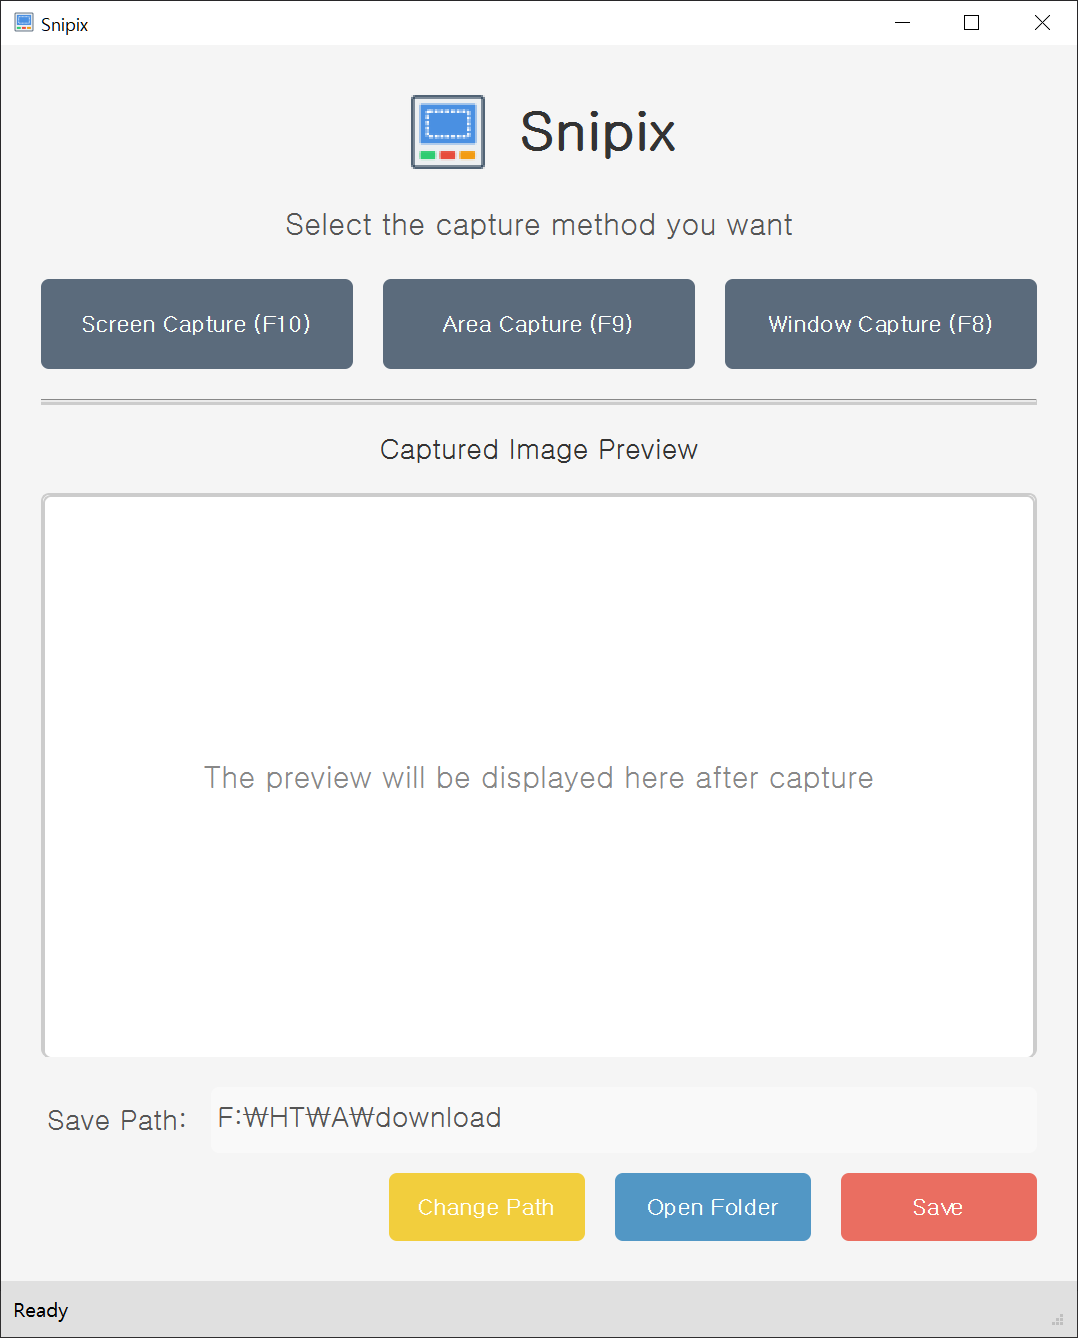 Snipix
Snipix
Select the capture method you want
Screen Capture (F10)
Area Capture (F9)
Window Capture (F8)
Captured Image Preview
The preview will be displayed here after capture
Save Path: F:₩HT₩A₩download
Change Path
Open Folder
Save
Ready